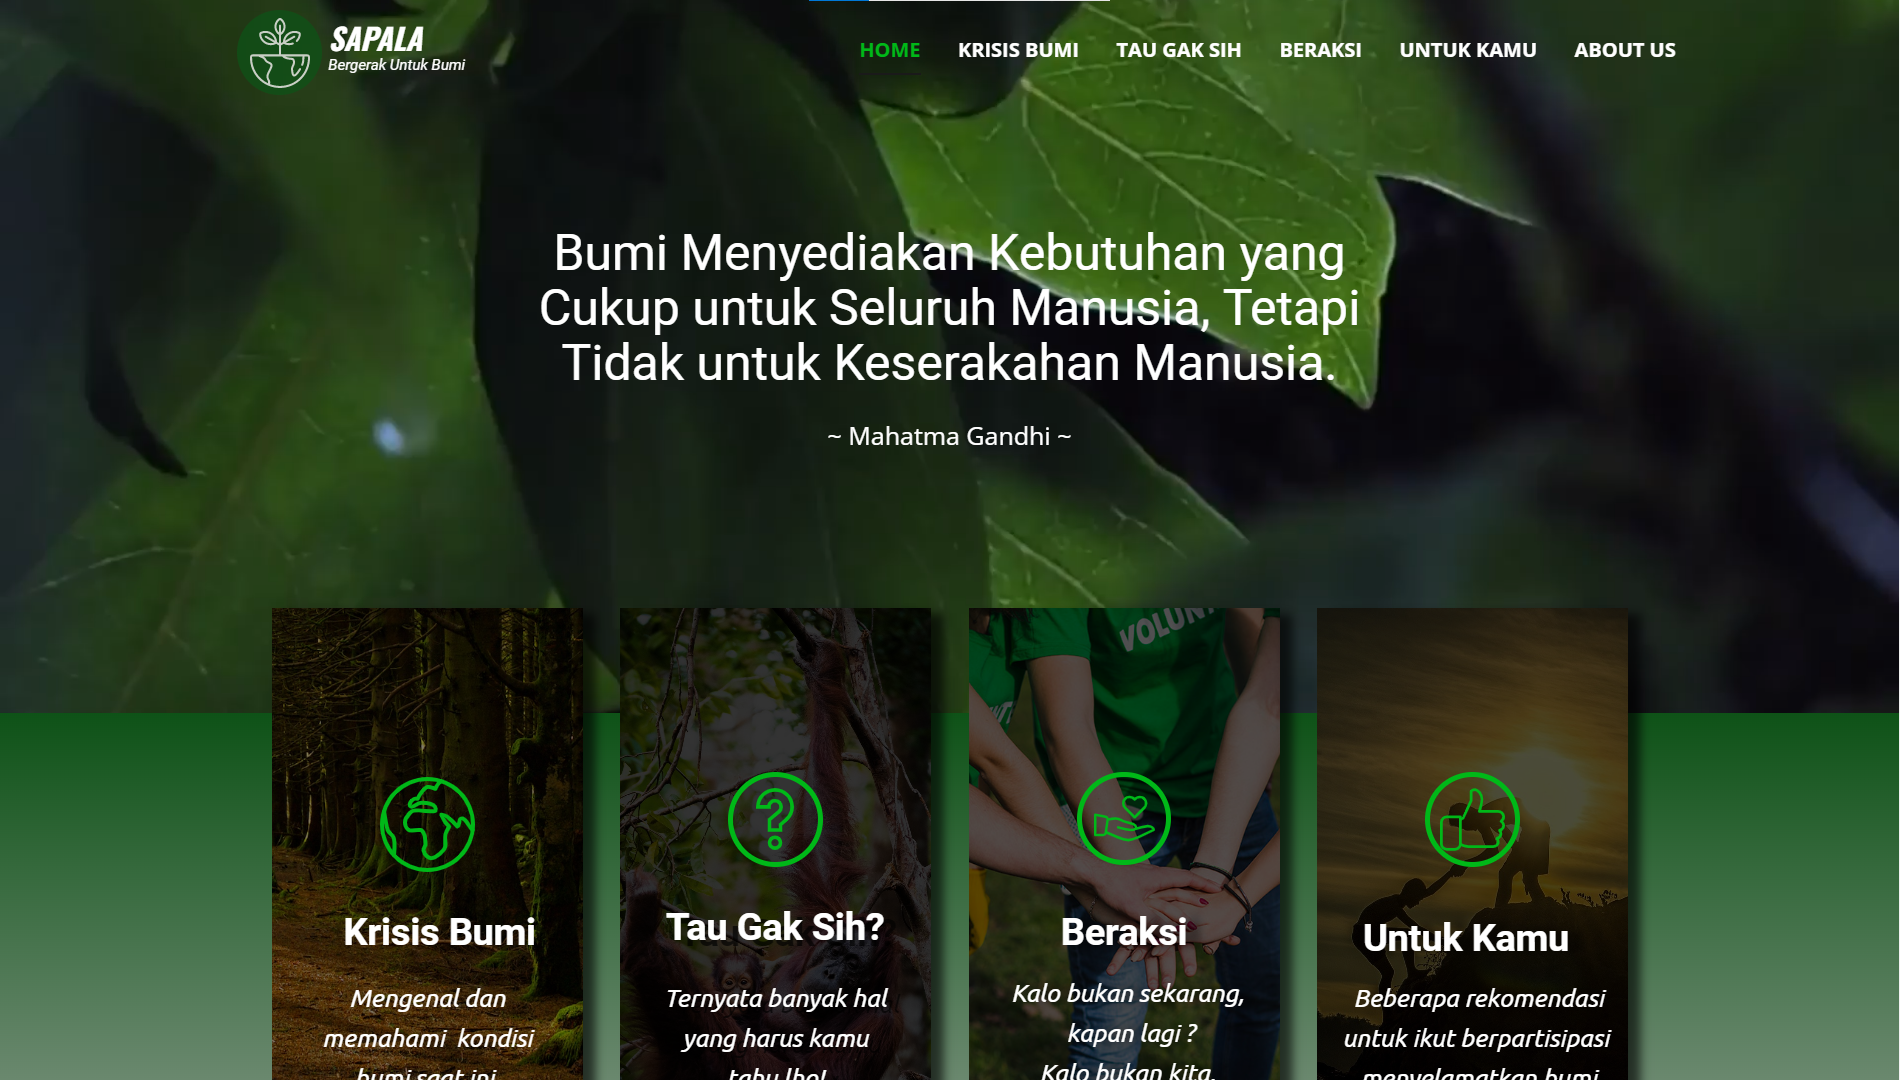 SAPALA
Bergerak Untuk Bumi
HOME KRISIS BUMI TAU GAK SIH BERAKSI UNTUK KAMU ABOUT US
Bumi Menyediakan Kebutuhan yang
Cukup untuk Seluruh Manusia, Tetapi
Tidak untuk Keserakahan Manusia.
~ Mahatma Gandhi ~
Krisis Bumi
Mengenal dan
memahami kondisi
bumi saat ini
Tau Gak Sih?
Ternyata banyak hal
yang harus kamu
tahu lho!
Beraksi
Kalo bukan sekarang,
kapan lagi ?
Kalo bukan kita,
Untuk Kamu
Beberapa rekomendasi
untuk ikut berpartisipasi
menyelamatkan bumi